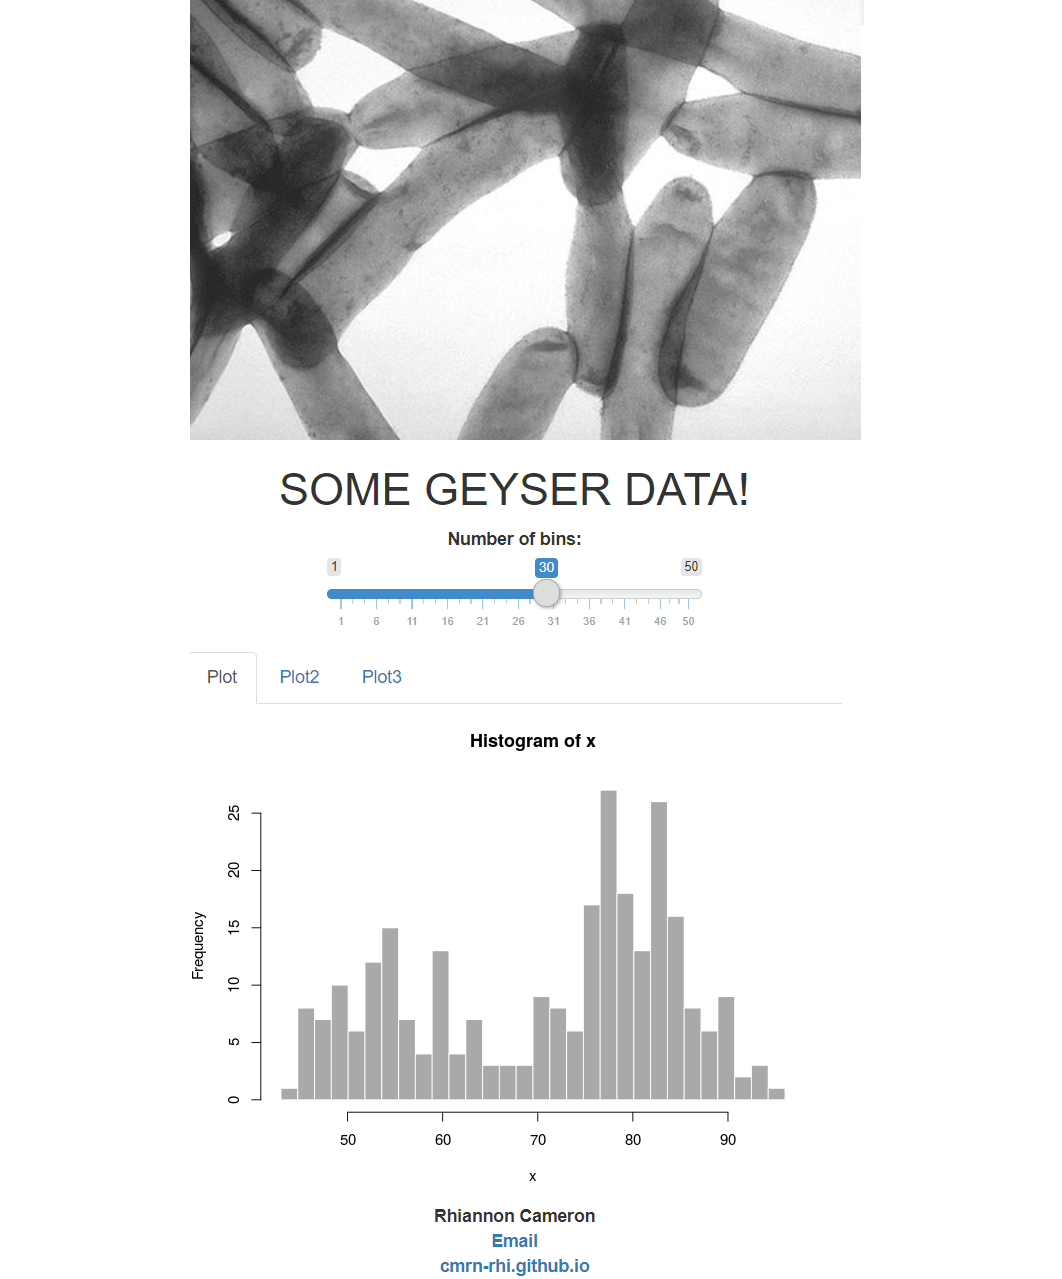 SOME GEYSER DATA!
Number of bins:
1 30 50
1 6 11 16 21 26 31 36 41 46 50
Plot Plot2 Plot3
Histogram of x
Frequency
25
20
15
10
5
0
50 60 70 80 90
x
Rhiannon Cameron
Email
cmrn-rhi.github.io